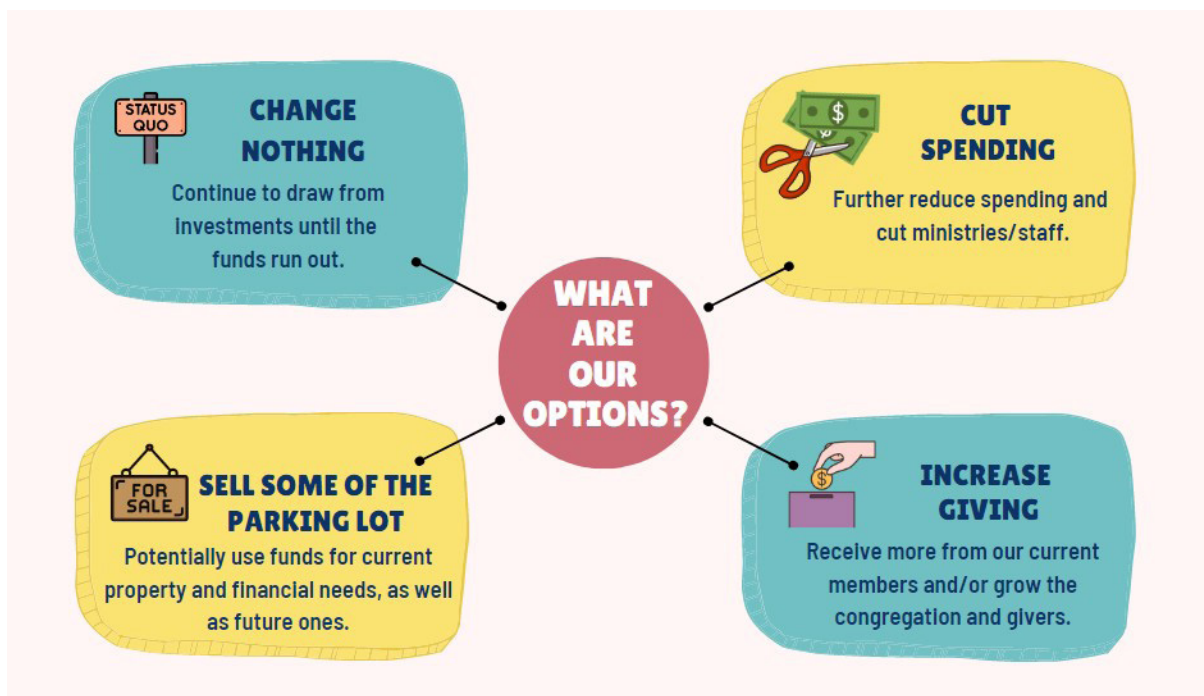 STATUS
QUO
CHANGE
NOTHING
Continue to draw from
investments until the
funds run out.
$
CUT
SPENDING
Further reduce spending and
cut ministries/staff.
WHAT
ARE
OUR
OPTIONS?
FOR
SALE
SELL SOME OF THE
PARKING LOT
Potentially use funds for current
property and financial needs, as well
as future ones.
$
INCREASE
GIVING
Receive more from our current
members and/or grow the
congregation and givers.